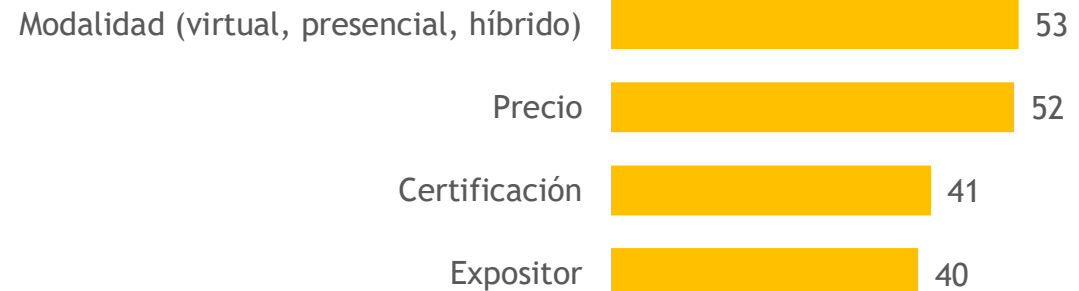 Modalidad (virtual, presencial, híbrido) 53
Precio 52
Certificación 41
Expositor 40